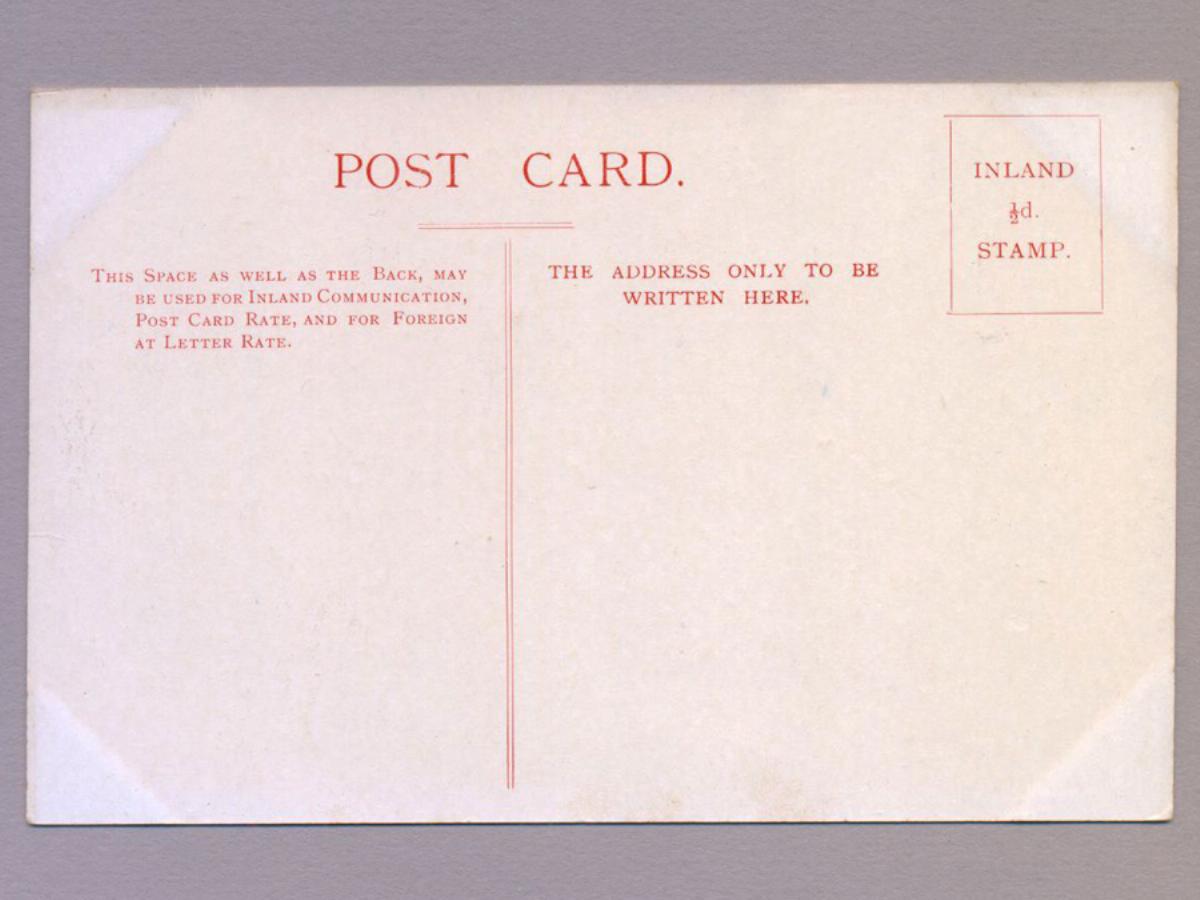 POST CARD.
INLAND
½d.
STAMP.
THIS SPACE AS WELL AS THE BACK, MAY
BE USED FOR INLAND COMMUNICATION,
POST CARD RATE, AND FOR FOREIGN
AT LETTER RATE.
THE ADDRESS ONLY TO BE
WRITTEN HERE.